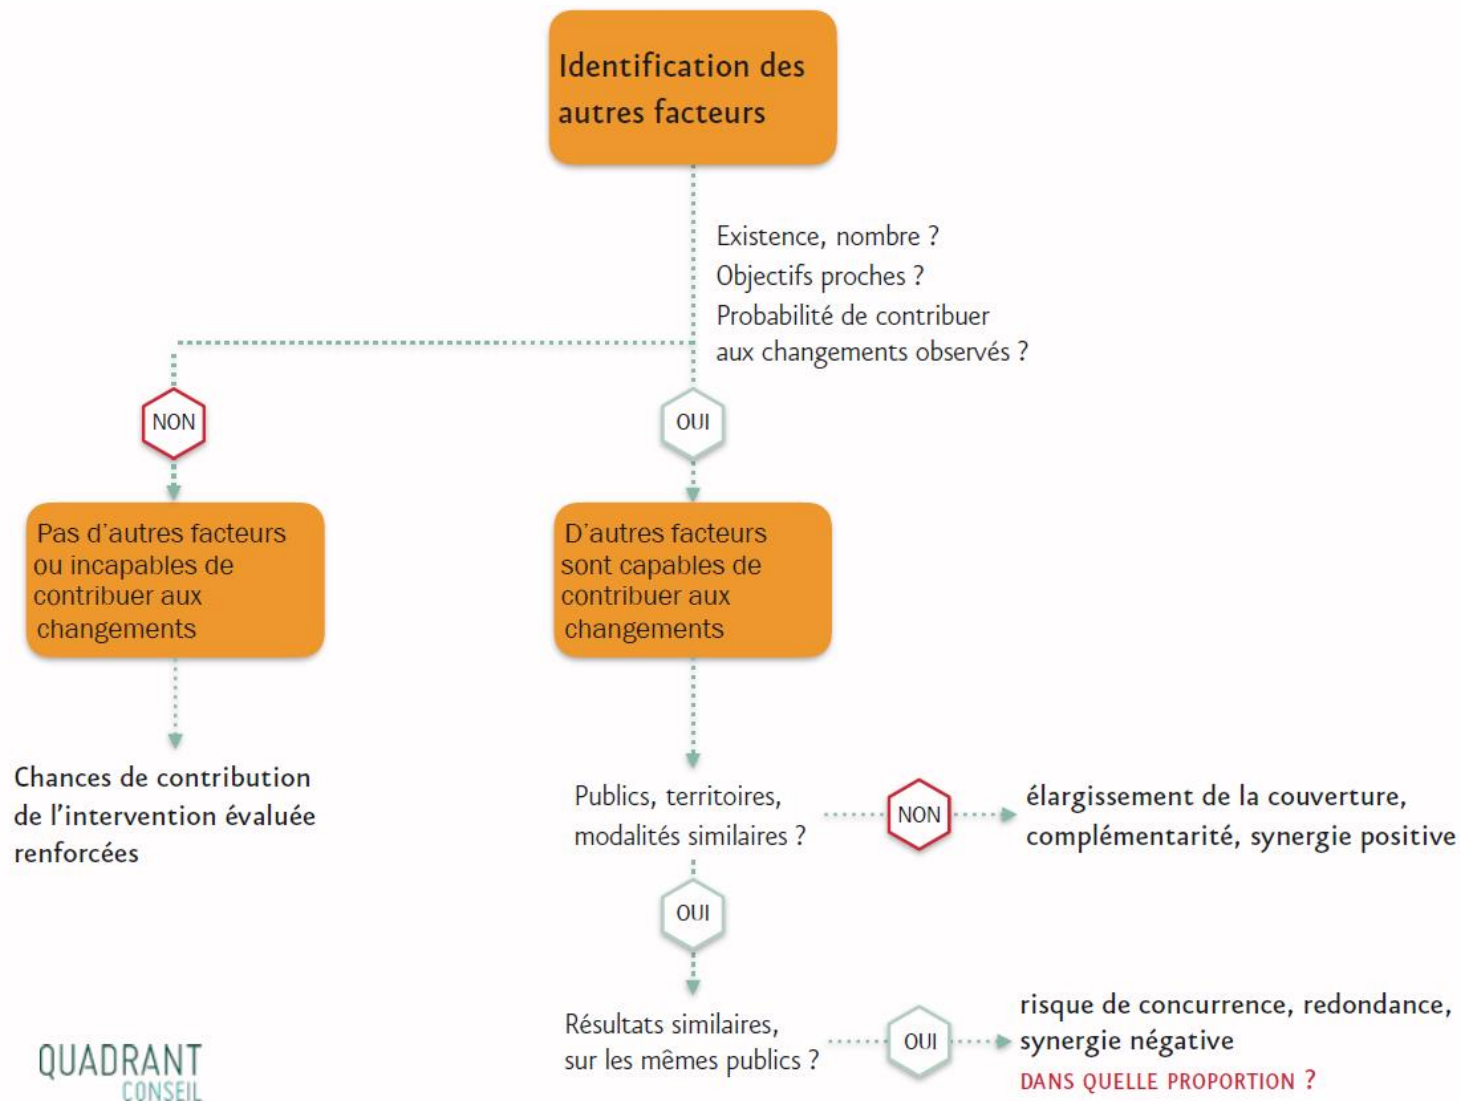 Identification des
autres facteurs
Existence, nombre ?
Objectifs proches ?
Probabilité de contribuer
aux changements observés ?
NON
OUI
Pas d'autres facteurs
ou incapables de
contribuer aux
changements
D'autres facteurs
sont capables de
contribuer aux
changements
Chances de contribution
de l'intervention évaluée
renforcées
Publics, territoires,
modalités similaires ?
NON
élargissement de la couverture,
complémentarité, synergie positive
OUI
Résultats similaires,
sur les mêmes publics ?
OUI
risque de concurrence, redondance,
synergie négative
DANS QUELLE PROPORTION ?
QUADRANT
CONSEIL